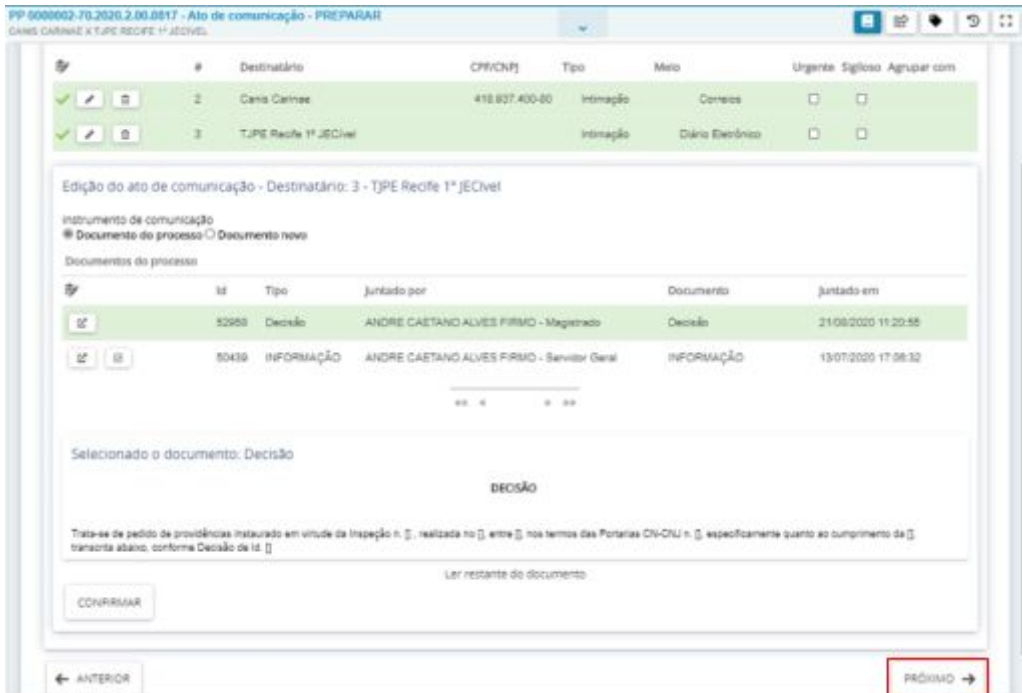 PP 0000002-70.2020.2.00.0817 - Ato de comunicação - PREPARAR
CANIS CARINAE X TJPE RECIFE 1º JECIVEL
# Destinatário CPF/CNPJ Tipo Meio Urgente Sigiloso Agrupar com
2 Canis Carinae 418.937.400-80 Intimação Correios
3 TJPE Recife 1º JECível Intimação Diário Eletrônico
Edição do ato de comunicação - Destinatário: 3 - TJPE Recife 1º JECível
Instrumento de comunicação
Documento do processo Documento novo
Documentos do processo
Id Tipo Juntado por Documento Juntado em
Decisão ANDRE CAETANO ALVES FIRMO - Magistrado Decisão 21/08/2020 11:20:55
50439 INFORMAÇÃO ANDRE CAETANO ALVES FIRMO - Servidor Geral INFORMAÇÃO 13/07/2020 17:08:32
«« « » »»
Selecionado o documento: Decisão
DECISÃO
Trata-se de pedido de providências instaurado em virtude da Inspeção n. [] , realizada no [], entre [], nos termos das Portarias CN-CNJ n. [], especificamente quanto ao cumprimento da [],
transcrita abaixo, conforme Decisão de Id. []
Ler restante do documento
CONFIRMAR
← ANTERIOR PRÓXIMO →